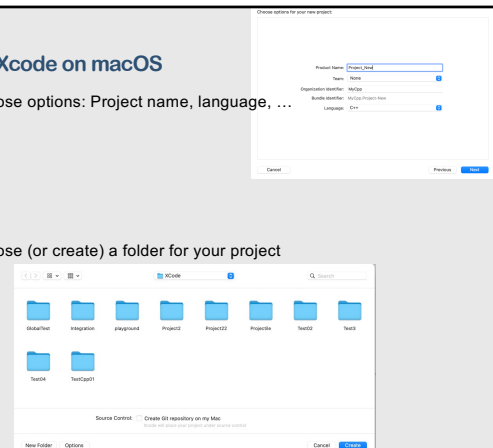 Choose options for your new project:
Xcode on macOS
Product Name: Project_New
Team: None
Organization Identifier: MyCpp
Bundle Identifier: MyCpp.Project-New
Language: C++
ose options: Project name, language, …
Cancel Previous Next
ose (or create) a folder for your project
XCode Search
GlobalTest Integration playground Project2 Project22 Projectile Test02 Test3
Test04 TestCpp01
Source Control: Create Git repository on my Mac
Xcode will place your project under source control
New Folder Options Cancel Create